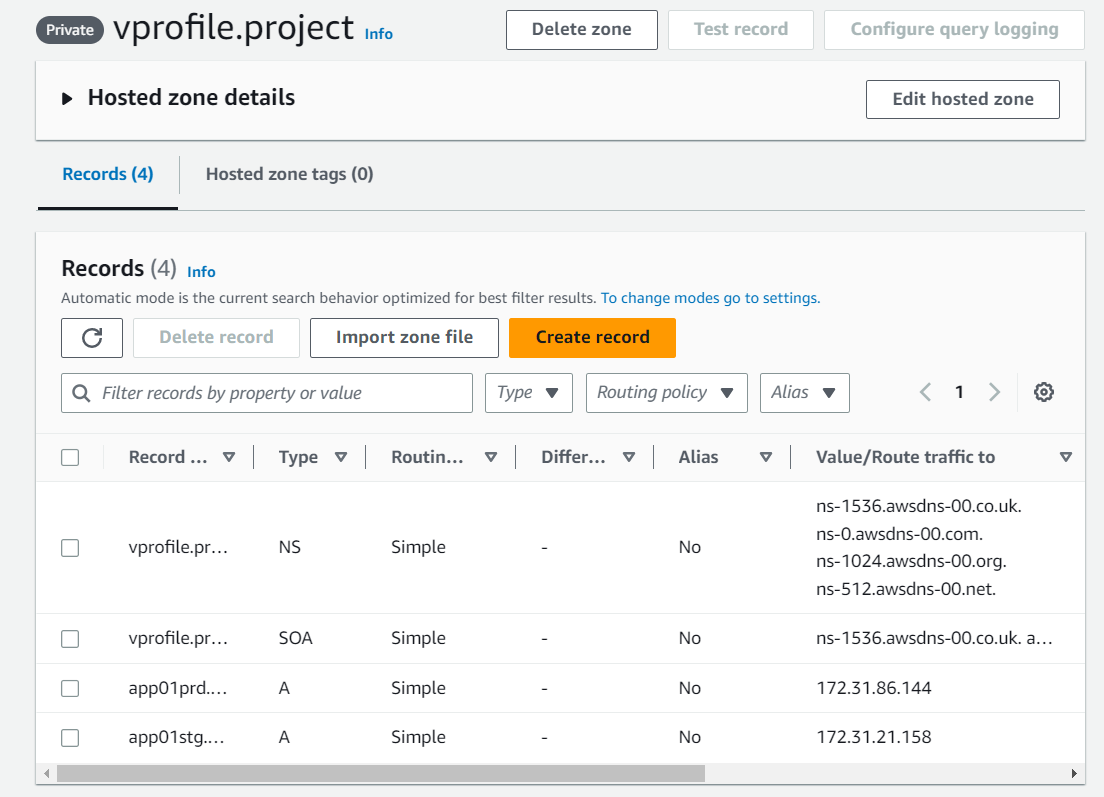 Private vprofile.project Info Delete zone Test record Configure query logging
Hosted zone details Edit hosted zone
Records (4) Hosted zone tags (0)
Records (4) Info
Automatic mode is the current search behavior optimized for best filter results. To change modes go to settings.
Delete record Import zone file Create record
Filter records by property or value Type Routing policy Alias 1
Record ... Type Routin... Differ... Alias Value/Route traffic to
ns-1536.awsdns-00.co.uk.
ns-0.awsdns-00.com.
vprofile.pr... NS Simple - No
ns-1024.awsdns-00.org.
ns-512.awsdns-00.net.
vprofile.pr... SOA Simple - No ns-1536.awsdns-00.co.uk. a...
app01prd.... A Simple - No 172.31.86.144
app01stg.... A Simple - No 172.31.21.158